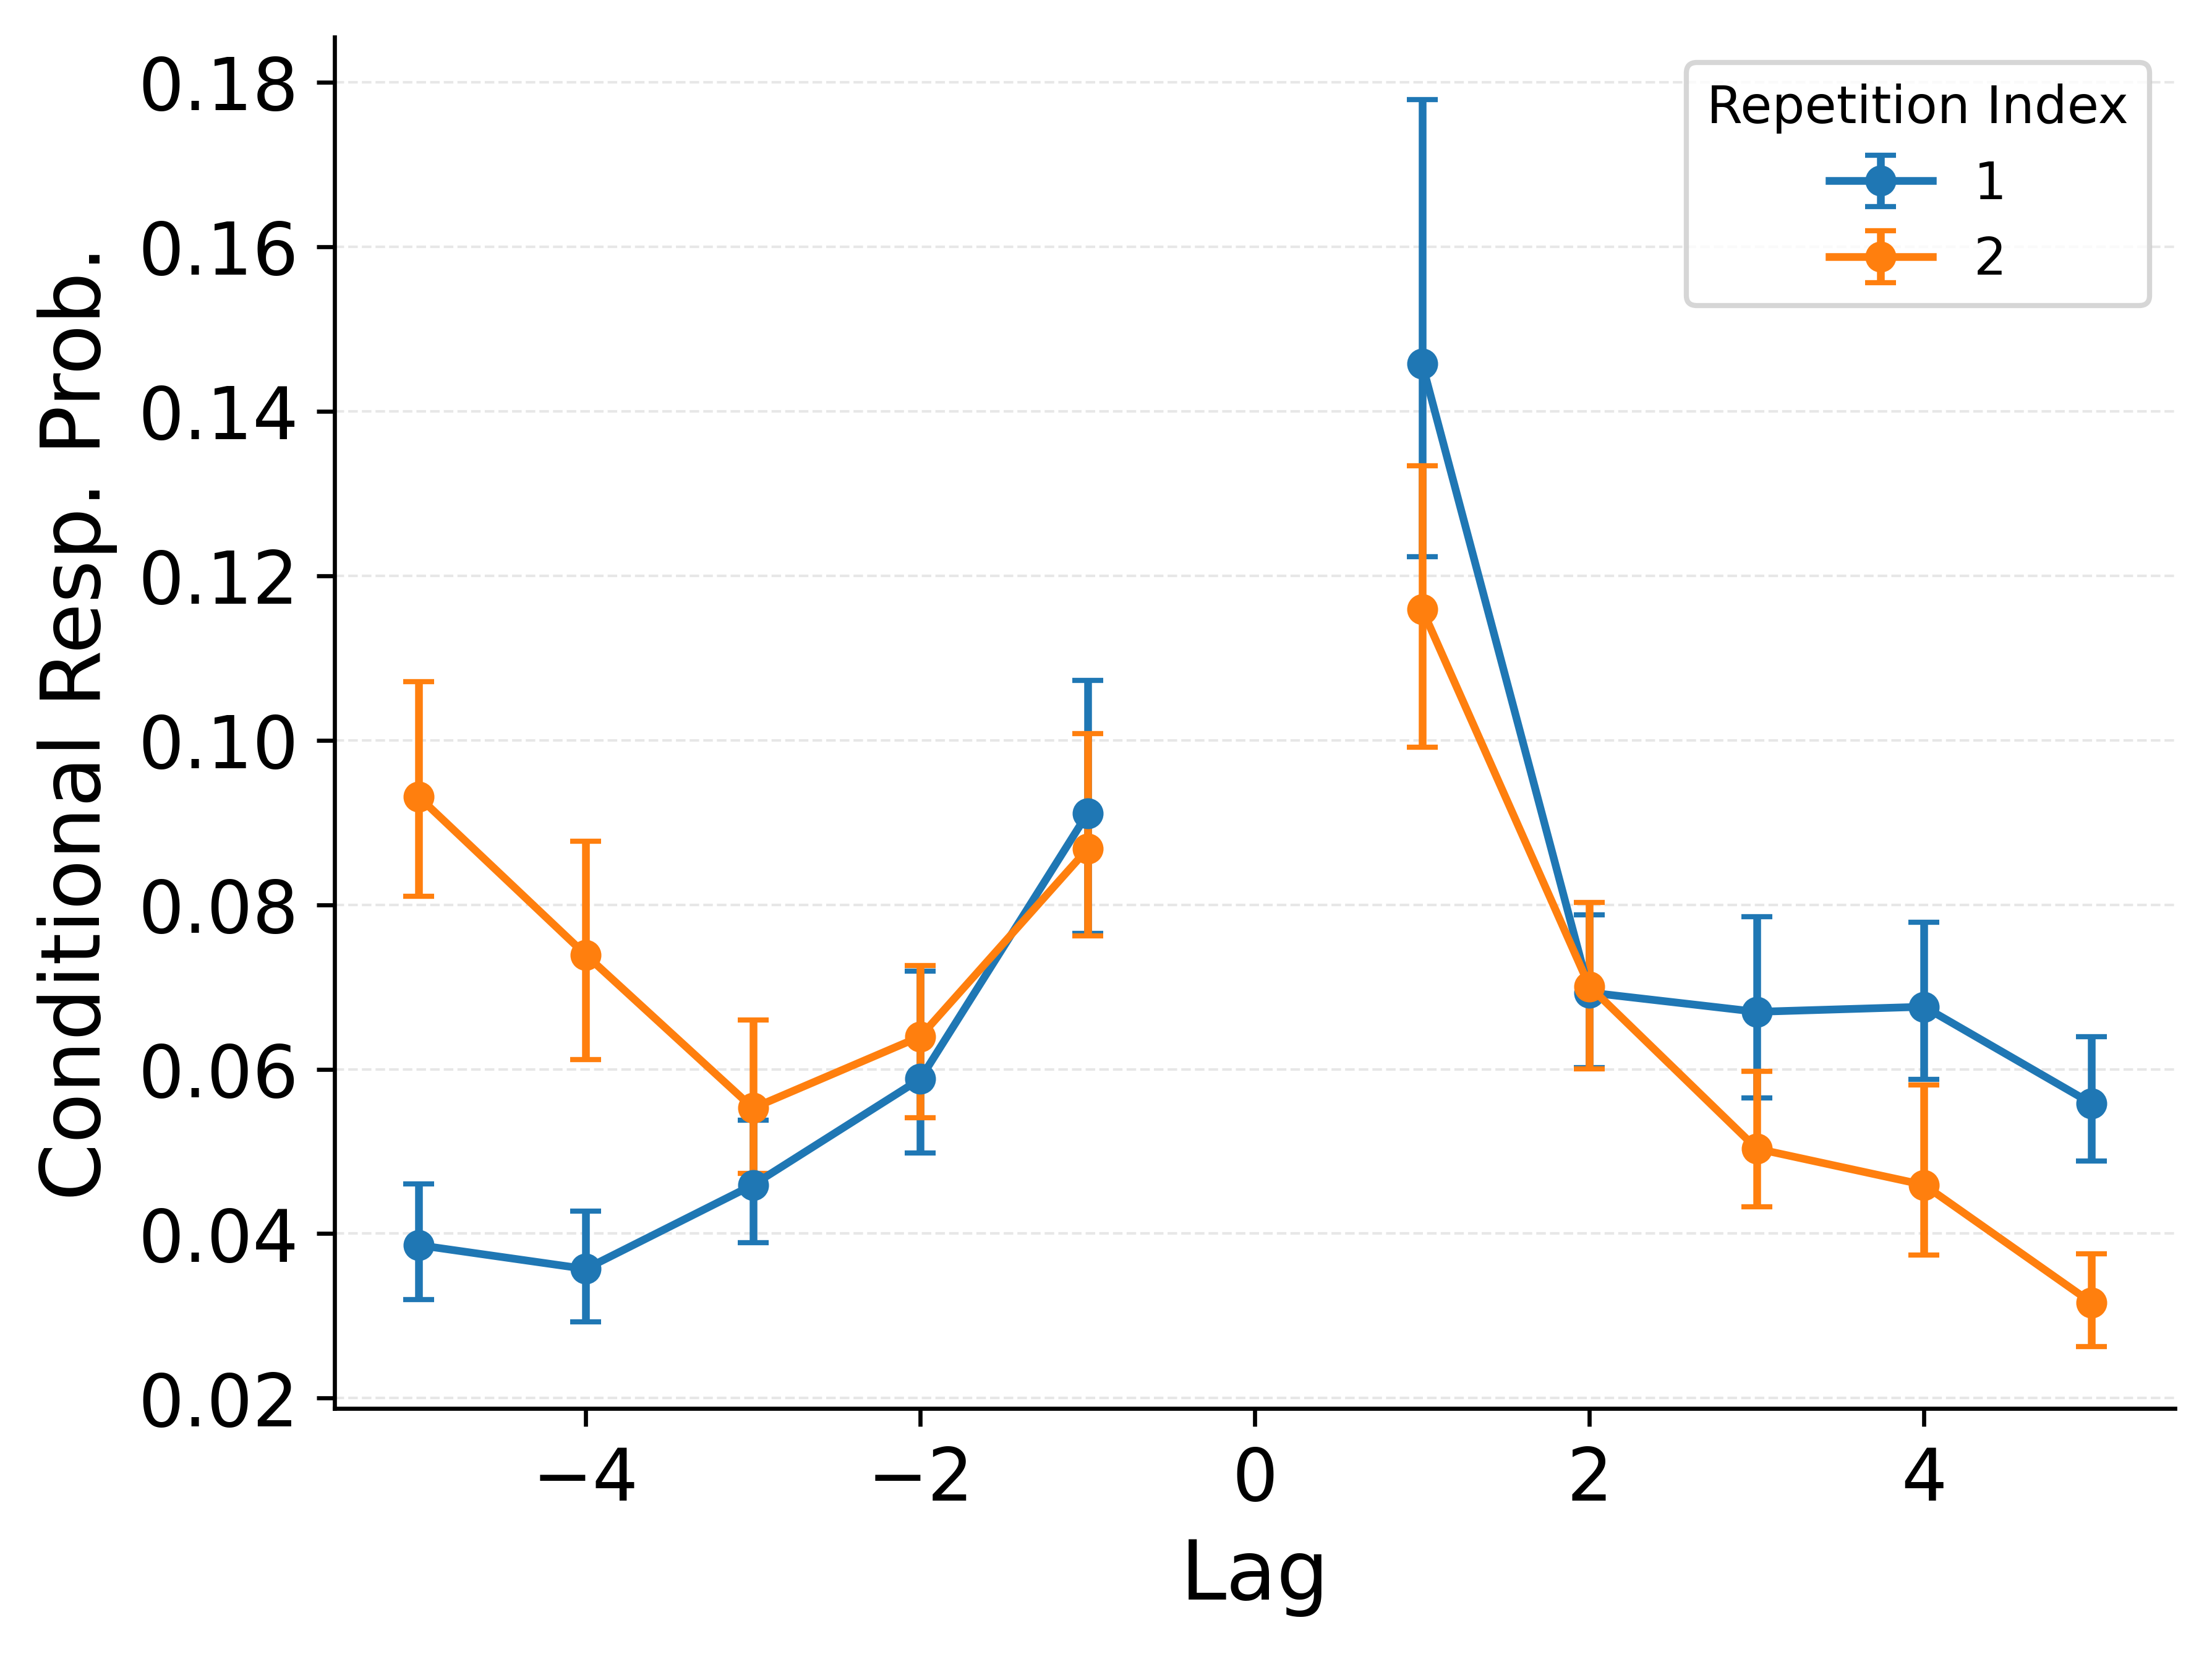 Conditional Resp. Prob.
0.18
0.16
0.14
0.12
0.10
0.08
0.06
0.04
0.02
Repetition Index
1
2
−4 −2 0 2 4
Lag